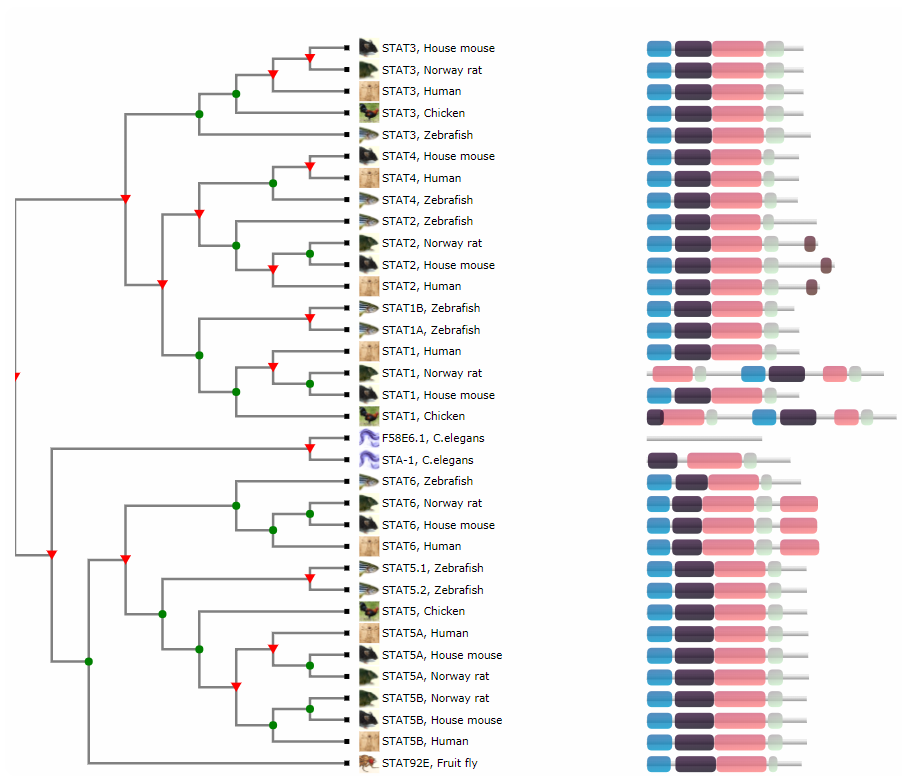 STAT3, House mouse
STAT3, Norway rat
STAT3, Human
STAT3, Chicken
STAT3, Zebrafish
STAT4, House mouse
STAT4, Human
STAT4, Zebrafish
STAT2, Zebrafish
STAT2, Norway rat
STAT2, House mouse
STAT2, Human
STAT1B, Zebrafish
STAT1A, Zebrafish
STAT1, Human
STAT1, Norway rat
STAT1, House mouse
STAT1, Chicken
F58E6.1, C.elegans
STA-1, C.elegans
STAT6, Zebrafish
STAT6, Norway rat
STAT6, House mouse
STAT6, Human
STAT5.1, Zebrafish
STAT5.2, Zebrafish
STAT5, Chicken
STAT5A, Human
STAT5A, House mouse
STAT5A, Norway rat
STAT5B, Norway rat
STAT5B, House mouse
STAT5B, Human
STAT92E, Fruit fly